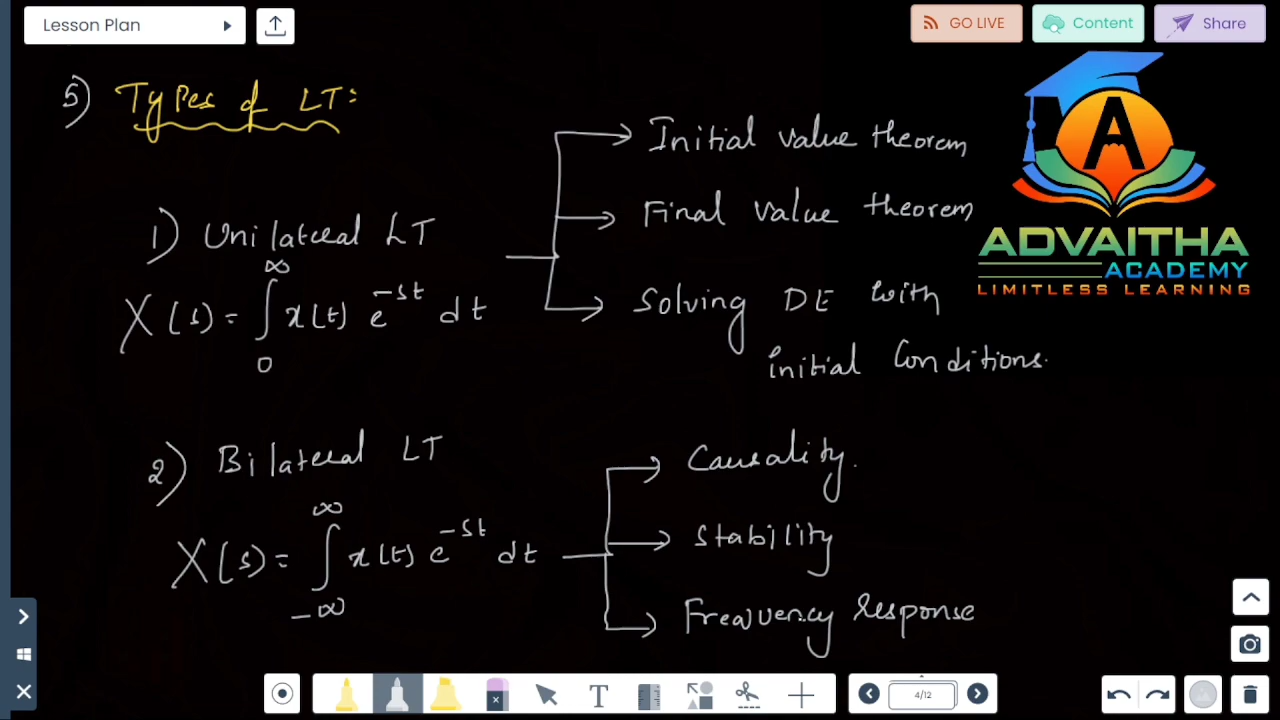 Lesson Plan
GO LIVE
Content
Share
5) Types of LT:
1) Unilateral LT
X(s) = ∫₀^∞ x(t) e^{-st} dt
Initial value theorem
Final value theorem
Solving DE with
initial Conditions.
A
ADVAITHA
ACADEMY
LIMITLESS LEARNING
2) Bilateral LT
X(s) = ∫_{-∞}^∞ x(t) e^{-st} dt
Causality.
Stability
Frequency response
T
4/12